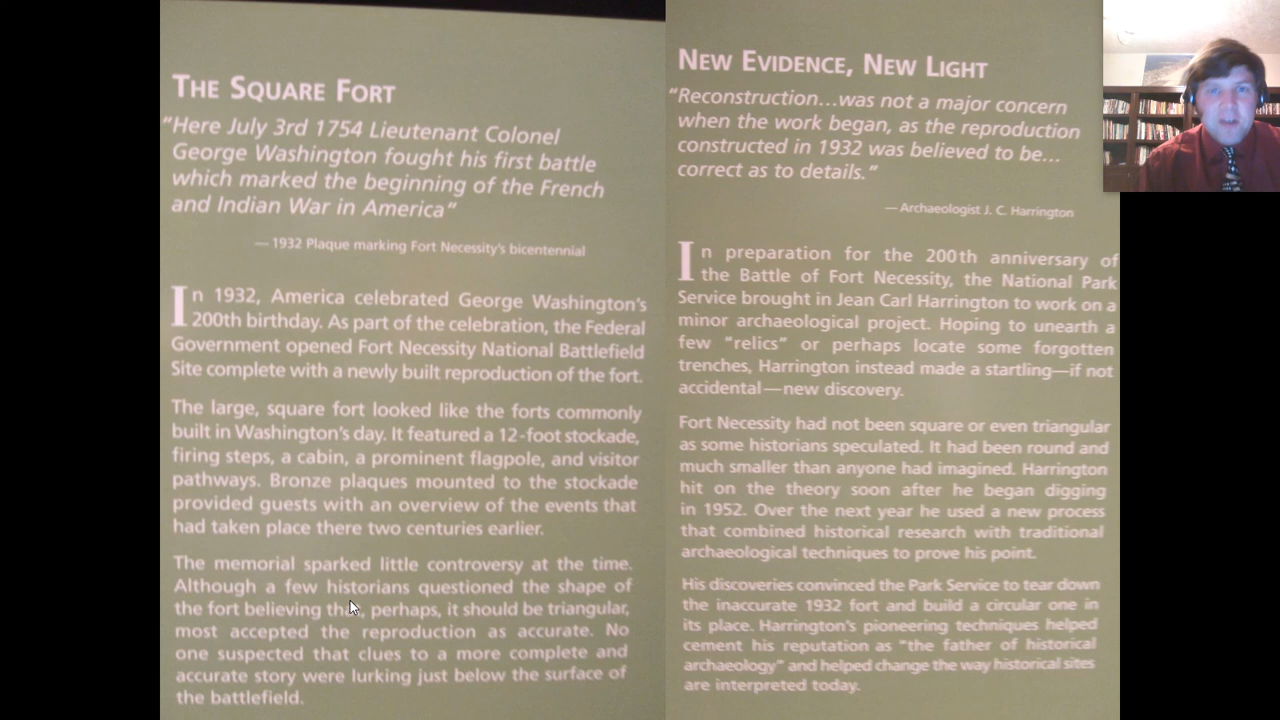 THE SQUARE FORT
"Here July 3rd 1754 Lieutenant Colonel
George Washington fought his first battle
which marked the beginning of the French
and Indian War in America"
— 1932 Plaque marking Fort Necessity's bicentennial
In 1932, America celebrated George Washington's
200th birthday. As part of the celebration, the Federal
Government opened Fort Necessity National Battlefield
Site complete with a newly built reproduction of the fort.
The large, square fort looked like the forts commonly
built in Washington's day. It featured a 12-foot stockade,
firing steps, a cabin, a prominent flagpole, and visitor
pathways. Bronze plaques mounted to the stockade
provided guests with an overview of the events that
had taken place there two centuries earlier.
The memorial sparked little controversy at the time.
Although a few historians questioned the shape of
the fort believing that, perhaps, it should be triangular,
most accepted the reproduction as accurate. No
one suspected that clues to a more complete and
accurate story were lurking just below the surface of
the battlefield.
NEW EVIDENCE, NEW LIGHT
"Reconstruction...was not a major concern
when the work began, as the reproduction
constructed in 1932 was believed to be...
correct as to details."
— Archaeologist J. C. Harrington
In preparation for the 200th anniversary of
the Battle of Fort Necessity, the National Park
Service brought in Jean Carl Harrington to work on a
minor archaeological project. Hoping to unearth a
few "relics" or perhaps locate some forgotten
trenches, Harrington instead made a startling—if not
accidental—new discovery.
Fort Necessity had not been square or even triangular
as some historians speculated. It had been round and
much smaller than anyone had imagined. Harrington
hit on the theory soon after he began digging
in 1952. Over the next year he used a new process
that combined historical research with traditional
archaeological techniques to prove his point.
His discoveries convinced the Park Service to tear down
the inaccurate 1932 fort and build a circular one in
its place. Harrington's pioneering techniques helped
cement his reputation as "the father of historical
archaeology" and helped change the way historical sites
are interpreted today.